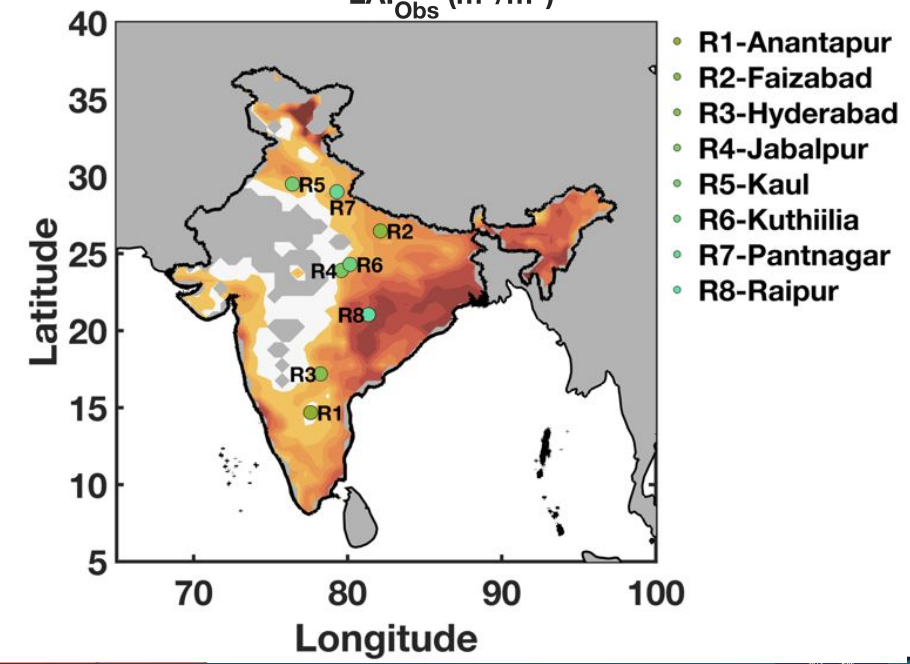 Obs
40
35
30
25
20
15
10
5
70
80
90
100
Latitude
Longitude
R5
R7
R2
R4
R6
R8
R3
R1
R1-Anantapur
R2-Faizabad
R3-Hyderabad
R4-Jabalpur
R5-Kaul
R6-Kuthiilia
R7-Pantnagar
R8-Raipur